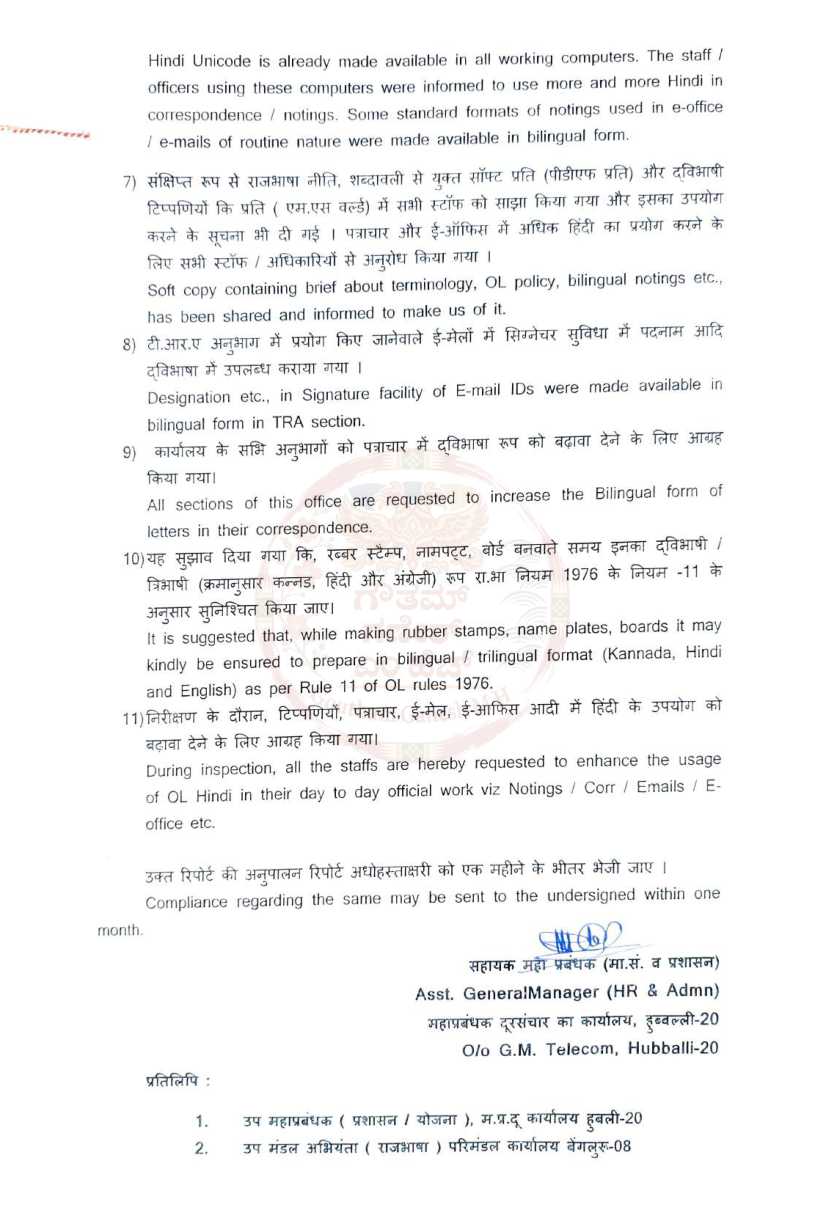 Hindi Unicode is already made available in all working computers. The staff /
officers using these computers were informed to use more and more Hindi in
correspondence / notings. Some standard formats of notings used in e-office
/ e-mails of routine nature were made available in bilingual form.
7) संक्षिप्त रूप से राजभाषा नीति, शब्दावली से युक्त सॉफ्ट प्रति (पीडीएफ प्रति) और द्विभाषी
टिप्पणियों कि प्रति ( एम.एस वर्ल्ड) में सभी स्टॉफ को साझा किया गया और इसका उपयोग
करने के सूचना भी दी गई । पत्राचार और ई-ऑफिस में अधिक हिंदी का प्रयोग करने के
लिए सभी स्टॉफ / अधिकारियों से अनुरोध किया गया ।
Soft copy containing brief about terminology, OL policy, bilingual notings etc.,
has been shared and informed to make us of it.
8) टी.आर.ए अनुभाग में प्रयोग किए जानेवाले ई-मेलों में सिग्नेचर सुविधा में पदनाम आदि
द्विभाषा में उपलब्ध कराया गया ।
Designation etc., in Signature facility of E-mail IDs were made available in
bilingual form in TRA section.
9) कार्यालय के सभि अनुभागों को पत्राचार में द्विभाषा रूप को बढ़ावा देने के लिए आग्रह
किया गया।
All sections of this office are requested to increase the Bilingual form of
letters in their correspondence.
10)यह सुझाव दिया गया कि, रब्बर स्टैम्प, नामपट्ट, बोर्ड बनवाते समय इनका द्विभाषी /
त्रिभाषी (क्रमानुसार कन्नड, हिंदी और अंग्रेजी) रूप रा.भा नियम 1976 के नियम -11 के
अनुसार सुनिश्चित किया जाए।
ಗೌತಮ್
ಗಣೇಶ್
ಎಂ ಹೆಚ್
It is suggested that, while making rubber stamps, name plates, boards it may
kindly be ensured to prepare in bilingual / trilingual format (Kannada, Hindi
and English) as per Rule 11 of OL rules 1976.
Goutham Ganesh M H
11)निरीक्षण के दौरान, टिप्पणियों, पत्राचार, ई-मेल, ई-आफिस आदी में हिंदी के उपयोग को
बढ़ावा देने के लिए आग्रह किया गया।
During inspection, all the staffs are hereby requested to enhance the usage
of OL Hindi in their day to day official work viz Notings / Corr / Emails / E-
office etc.
उक्त रिपोर्ट की अनुपालन रिपोर्ट अधोहस्ताक्षरी को एक महीने के भीतर भेजी जाए ।
Compliance regarding the same may be sent to the undersigned within one
month.
सहायक महा प्रबंधक (मा.सं. व प्रशासन)
Asst. GeneralManager (HR & Admn)
महाप्रबंधक दूरसंचार का कार्यालय, हुब्बल्ली-20
O/o G.M. Telecom, Hubballi-20
प्रतिलिपि :
1. उप महाप्रबंधक ( प्रशासन / योजना ), म.प्र.दू कार्यालय हुबली-20
2. उप मंडल अभियंता ( राजभाषा ) परिमंडल कार्यालय बेंगलुरू-08